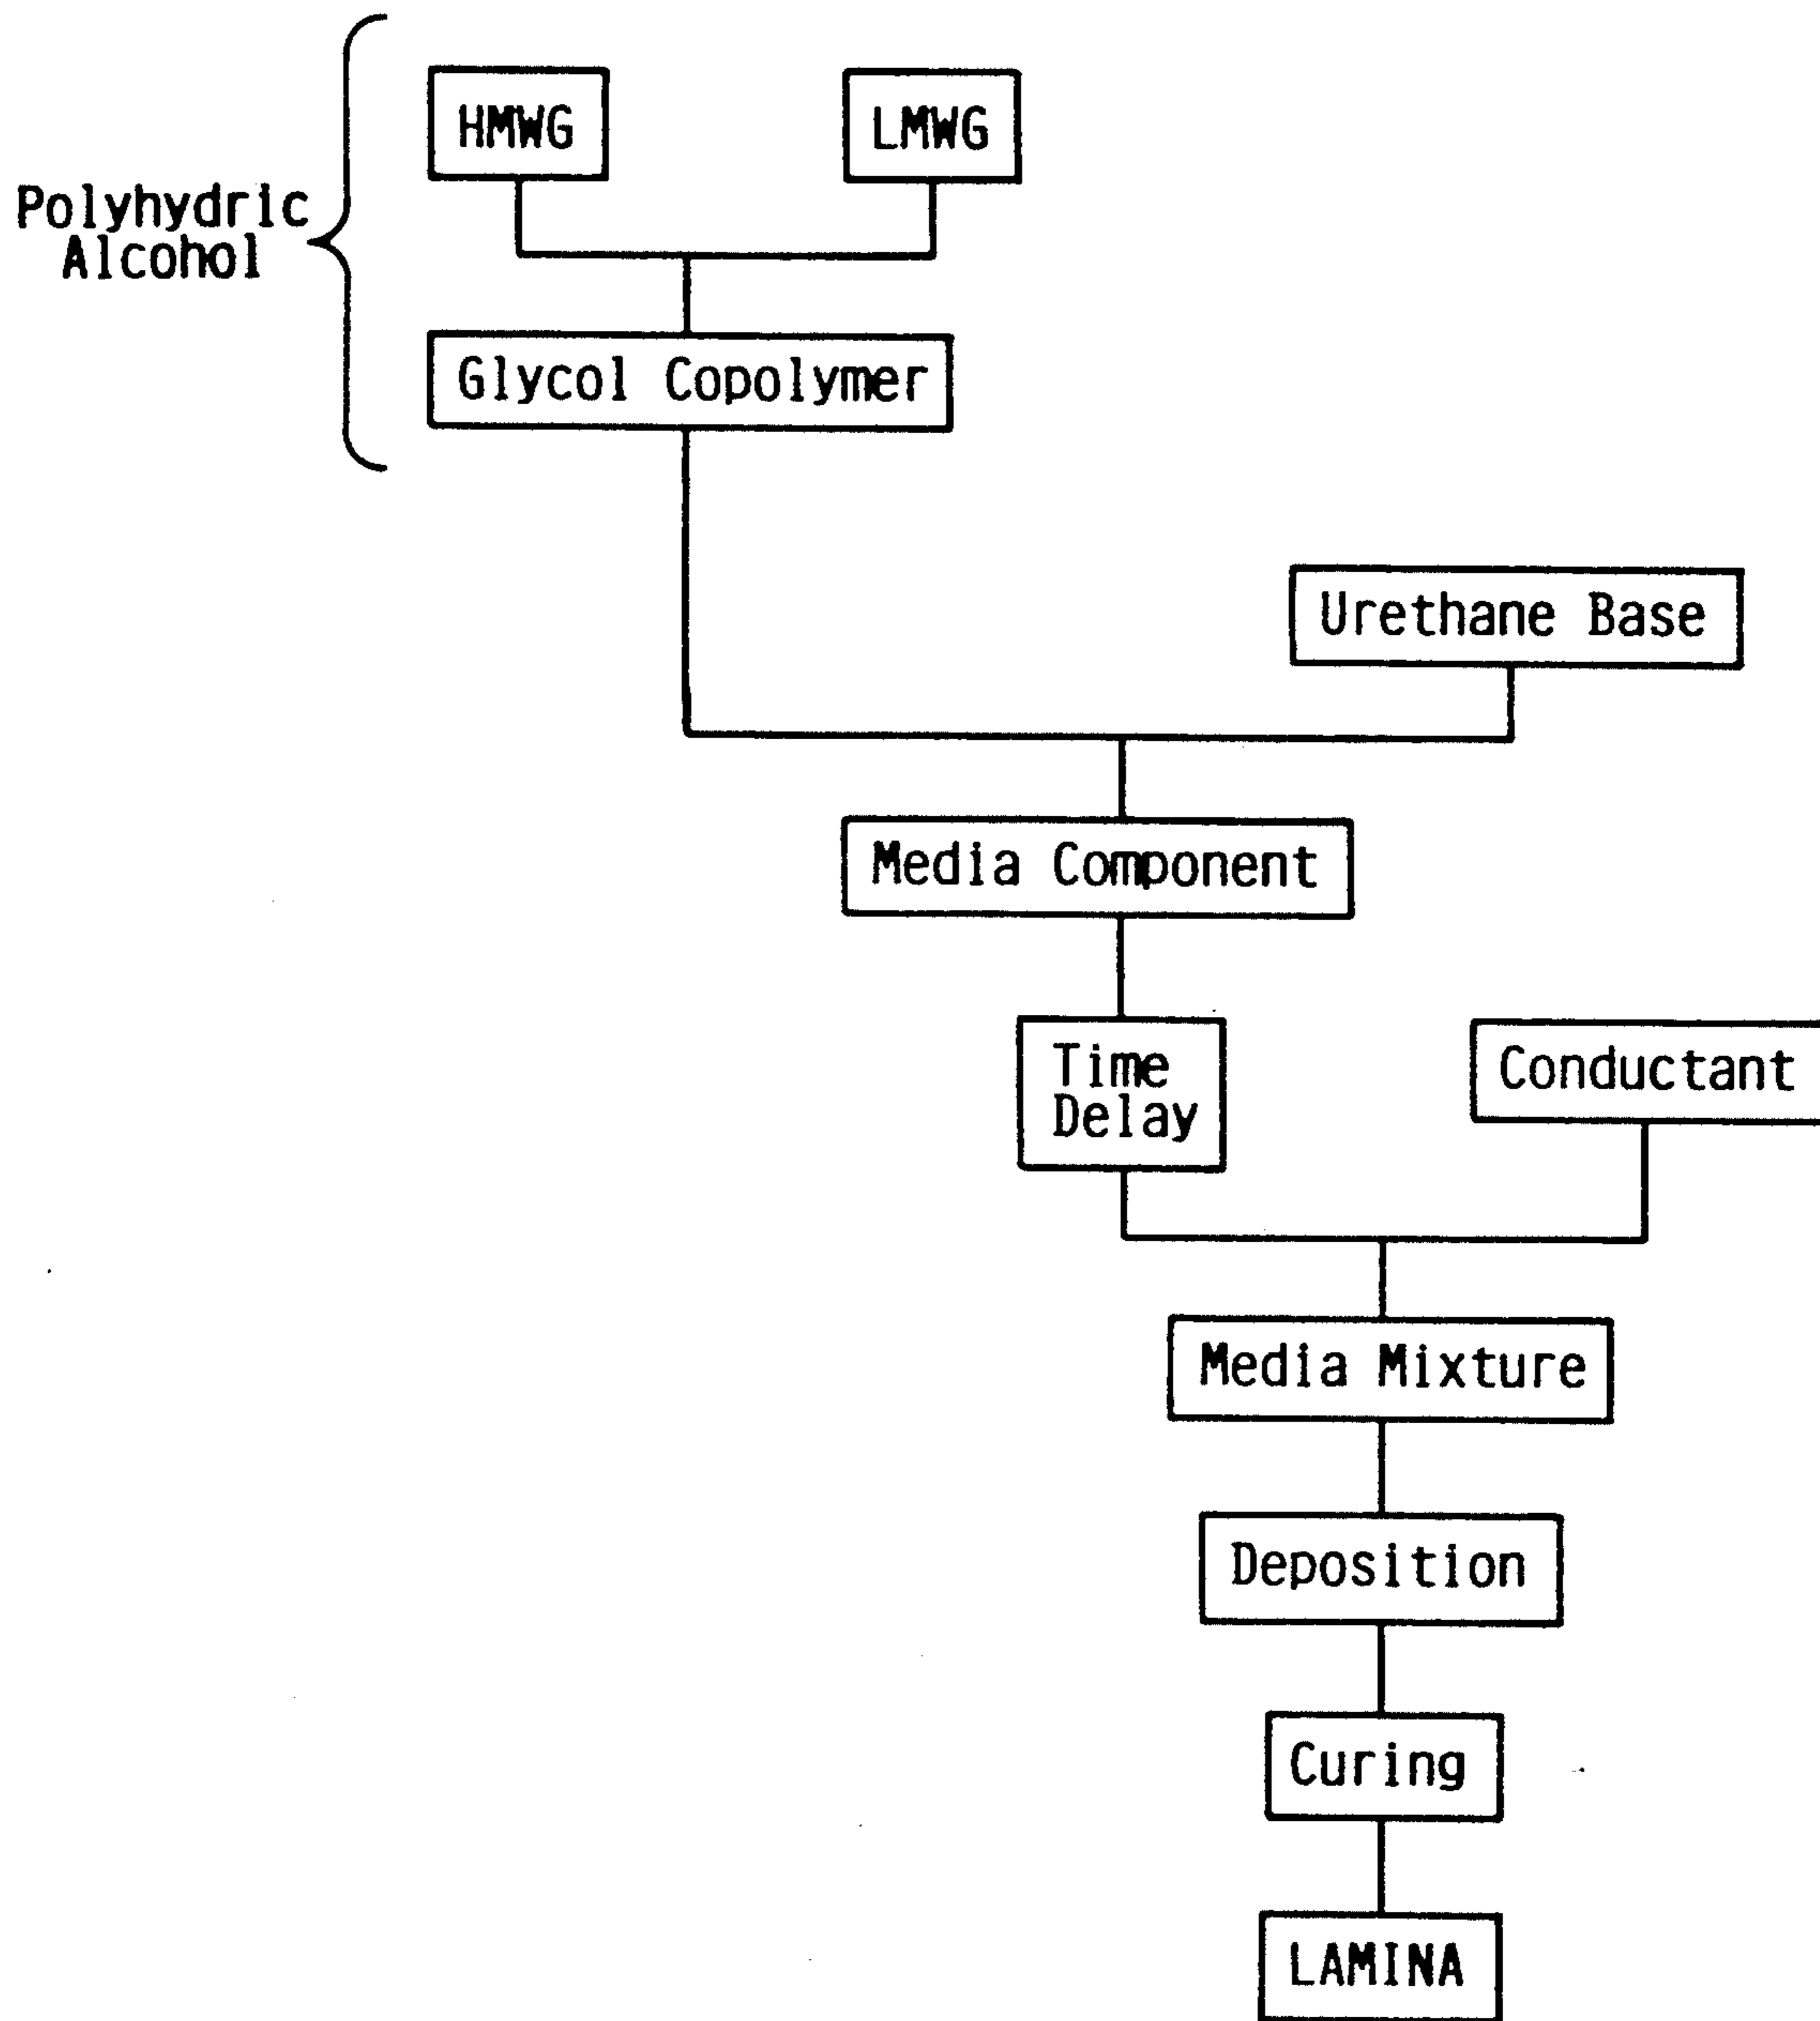 HMWG
LMWG
Polyhydric
Alcohol
Glycol Copolymer
Urethane Base
Media Component
Time
Delay
Conductant
Media Mixture
Deposition
Curing
LAMINA